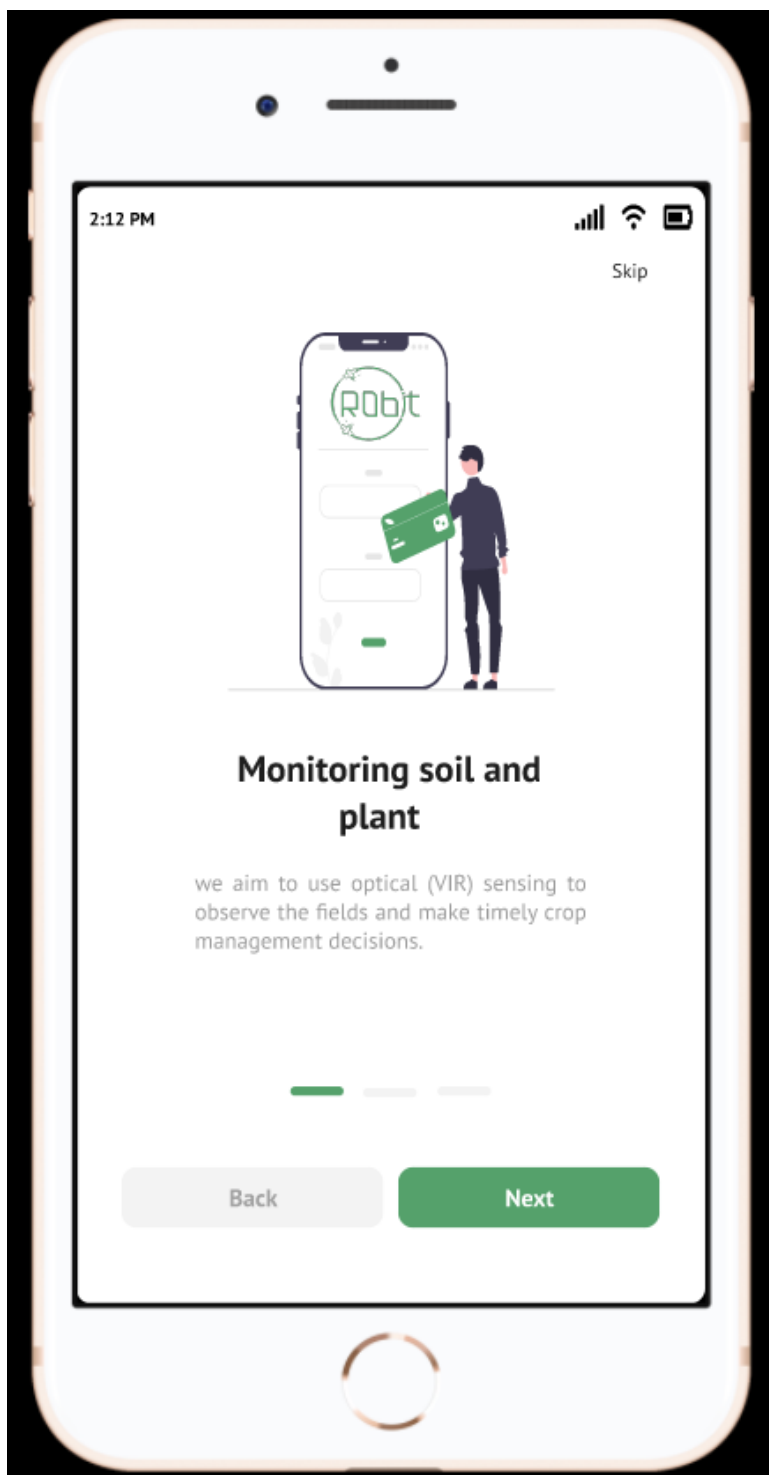 2:12 PM
Skip
R0bit
Monitoring soil and
plant
we aim to use optical (VIR) sensing to
observe the fields and make timely crop
management decisions.
Back
Next